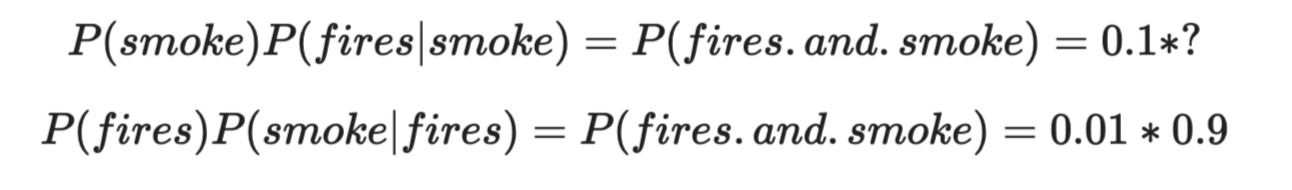 P(smoke)P(fires|smoke) = P(fires. and. smoke) = 0.1*?
P(fires)P(smoke|fires) = P(fires. and. smoke) = 0.01 * 0.9